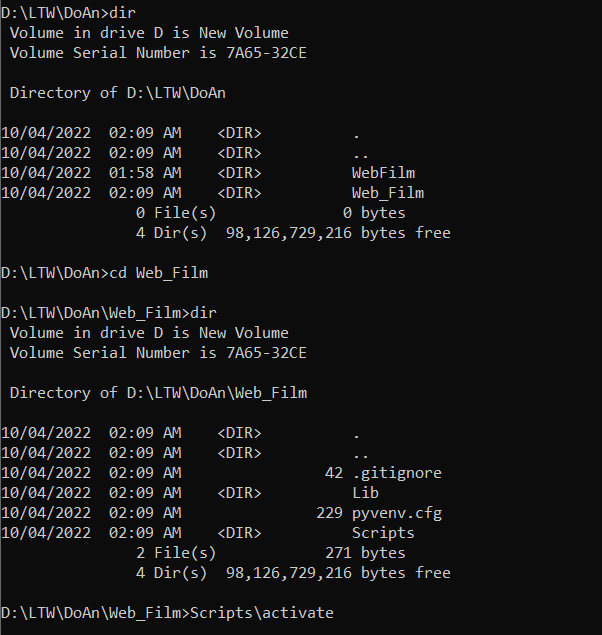 D:\LTW\DoAn>dir
 Volume in drive D is New Volume
 Volume Serial Number is 7A65-32CE
 Directory of D:\LTW\DoAn
10/04/2022  02:09 AM    <DIR>          .
10/04/2022  02:09 AM    <DIR>          ..
10/04/2022  01:58 AM    <DIR>          WebFilm
10/04/2022  02:09 AM    <DIR>          Web_Film
               0 File(s)              0 bytes
               4 Dir(s)  98,126,729,216 bytes free
D:\LTW\DoAn>cd Web_Film
D:\LTW\DoAn\Web_Film>dir
 Volume in drive D is New Volume
 Volume Serial Number is 7A65-32CE
 Directory of D:\LTW\DoAn\Web_Film
10/04/2022  02:09 AM    <DIR>          .
10/04/2022  02:09 AM    <DIR>          ..
10/04/2022  02:09 AM                42 .gitignore
10/04/2022  02:09 AM    <DIR>          Lib
10/04/2022  02:09 AM               229 pyvenv.cfg
10/04/2022  02:09 AM    <DIR>          Scripts
               2 File(s)            271 bytes
               4 Dir(s)  98,126,729,216 bytes free
D:\LTW\DoAn\Web_Film>Scripts\activate